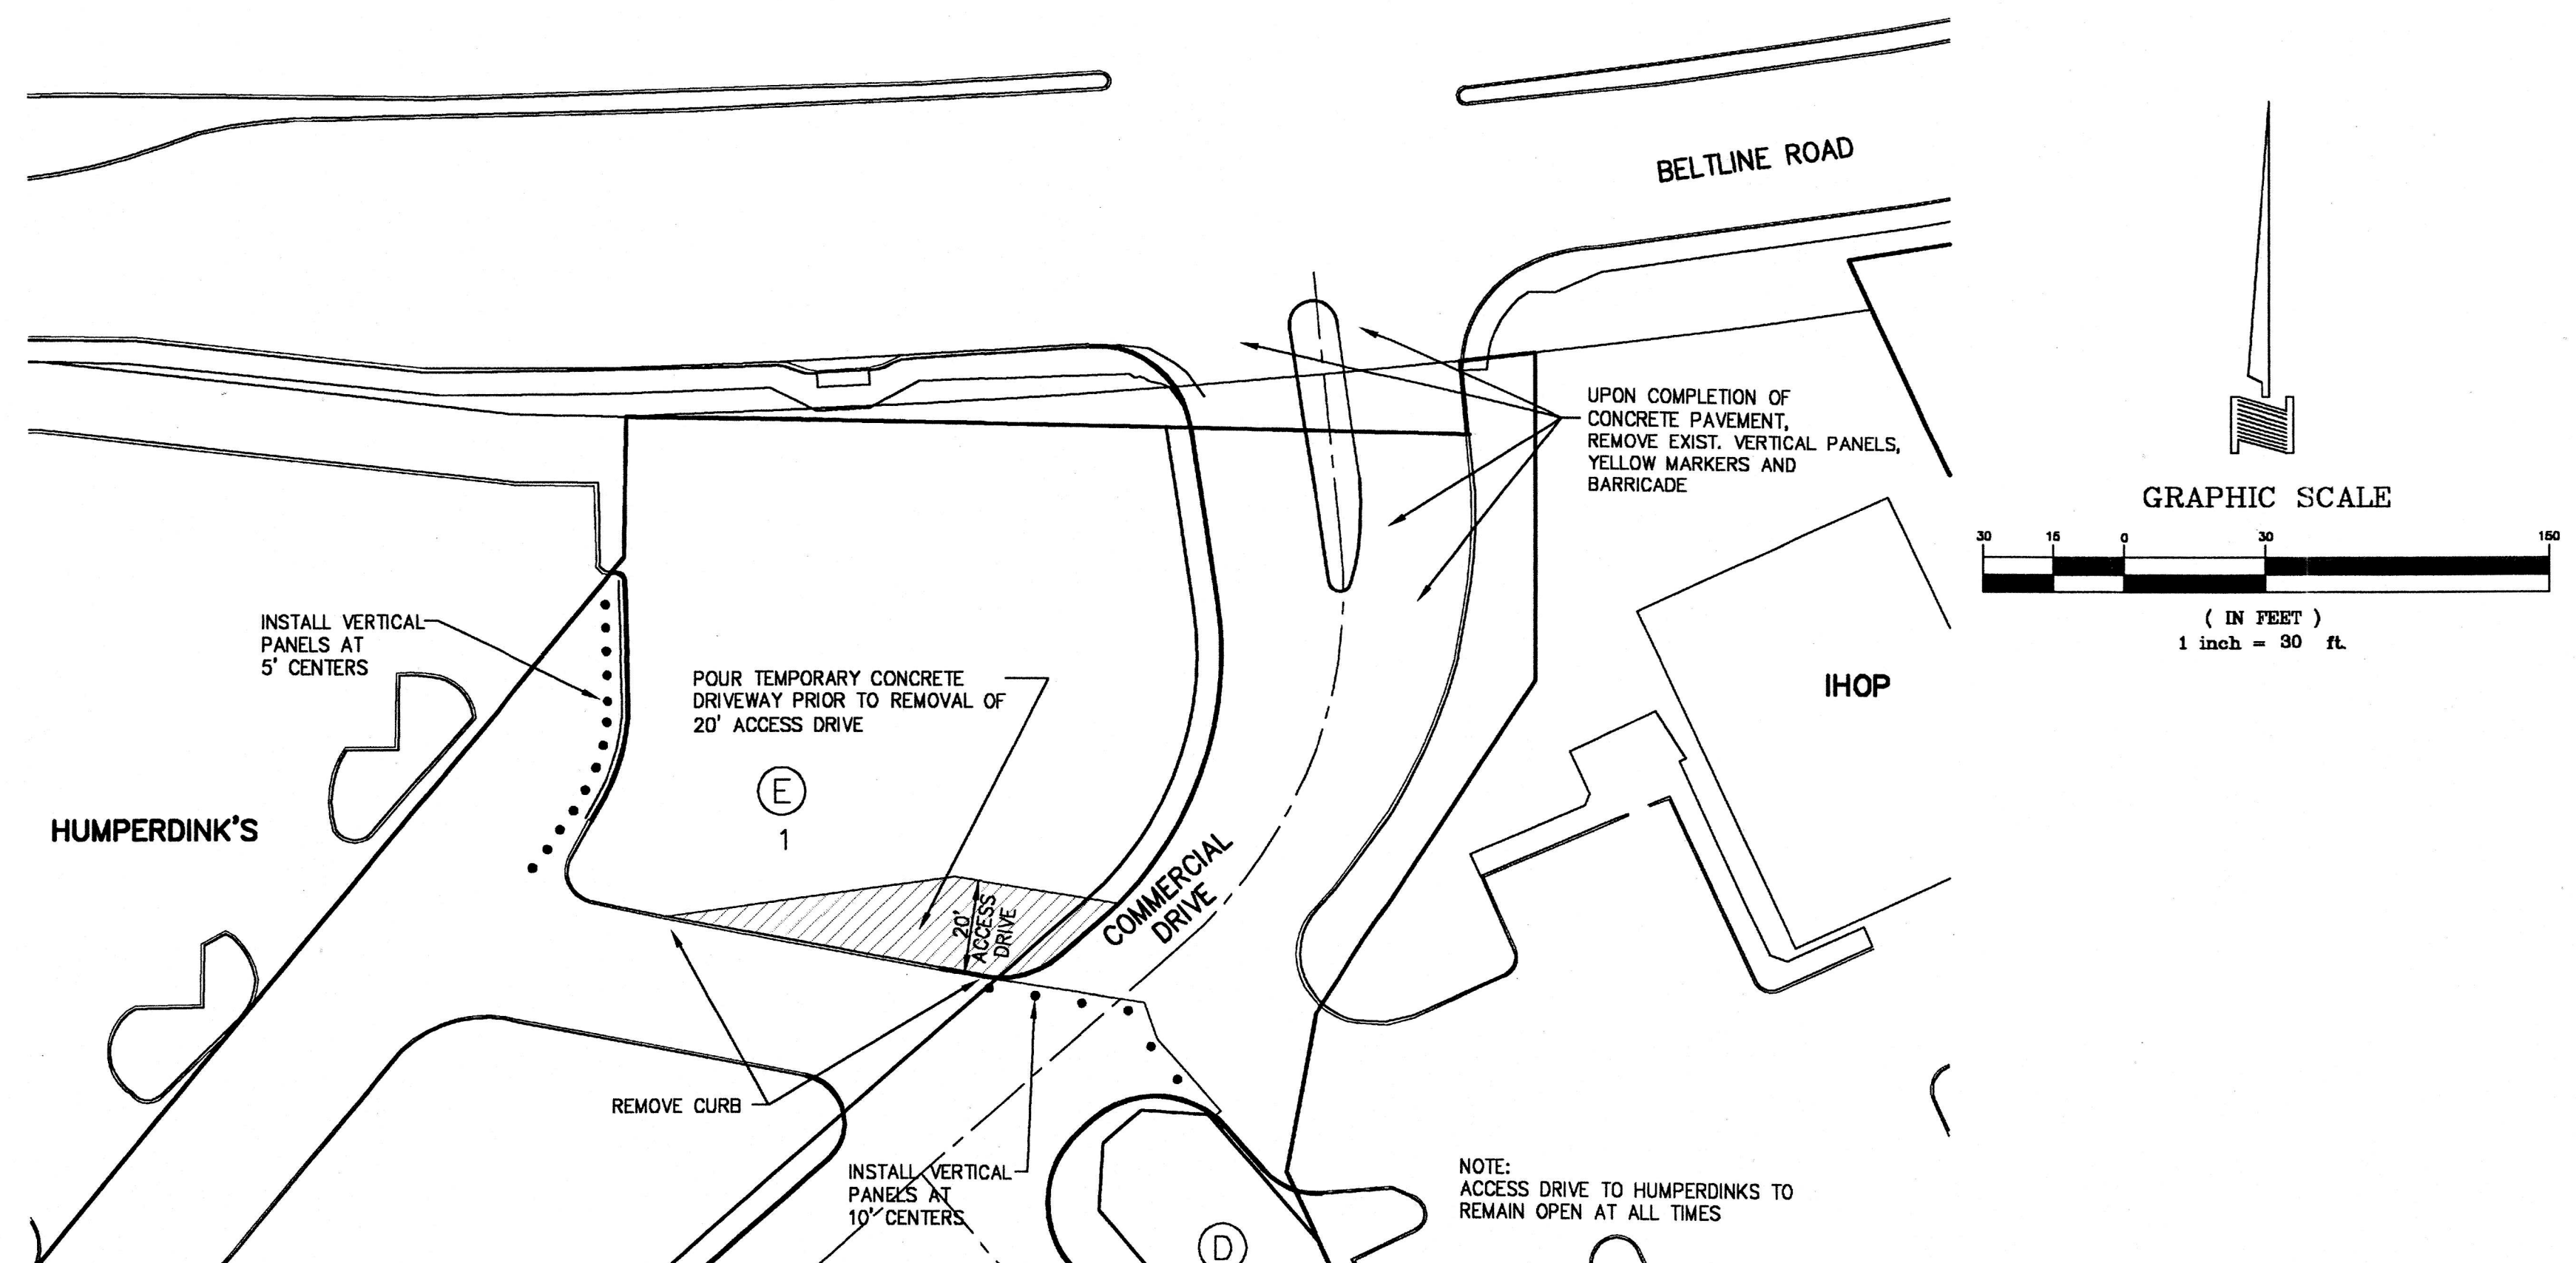 BELTLINE ROAD
UPON COMPLETION OF
CONCRETE PAVEMENT,
REMOVE EXIST. VERTICAL PANELS,
YELLOW MARKERS AND
BARRICADE
GRAPHIC SCALE
30 15 0 30 150
( IN FEET )
1 inch = 30 ft.
INSTALL VERTICAL
PANELS AT
5' CENTERS
POUR TEMPORARY CONCRETE
DRIVEWAY PRIOR TO REMOVAL OF
20' ACCESS DRIVE
IHOP
E
1
HUMPERDINK'S
COMMERCIAL
DRIVE
20'
ACCESS
DRIVE
REMOVE CURB
INSTALL VERTICAL
PANELS AT
10' CENTERS
D
NOTE:
ACCESS DRIVE TO HUMPERDINKS TO
REMAIN OPEN AT ALL TIMES